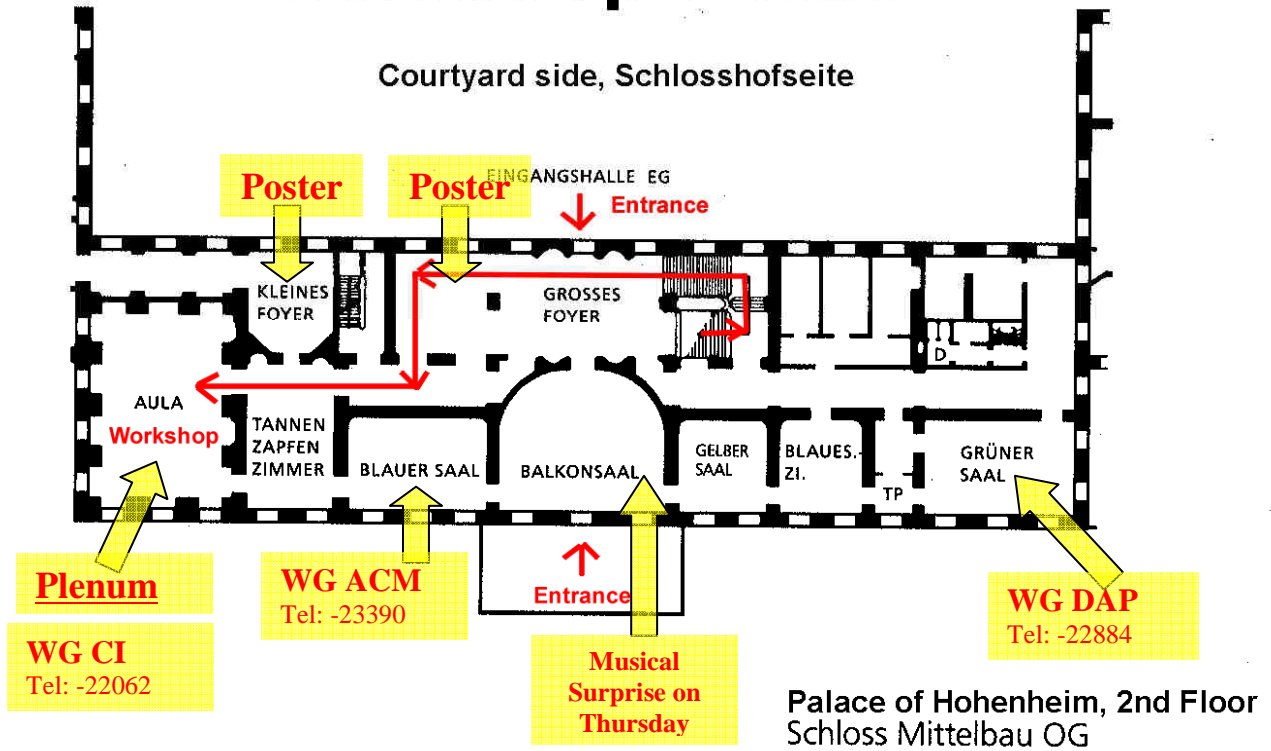 Courtyard side, Schlosshofseite
Poster
Poster
EINGANGSHALLE EG
Entrance
KLEINES
FOYER
GROSSES
FOYER
D
AULA
Workshop
TANNEN
ZAPFEN
ZIMMER
BLAUER SAAL
BALKONSAAL
GELBER
SAAL
BLAUES.-
ZI.
TP
GRÜNER
SAAL
Plenum
WG CI
Tel: -22062
WG ACM
Tel: -23390
Entrance
Musical
Surprise on
Thursday
WG DAP
Tel: -22884
Palace of Hohenheim, 2nd Floor
Schloss Mittelbau OG